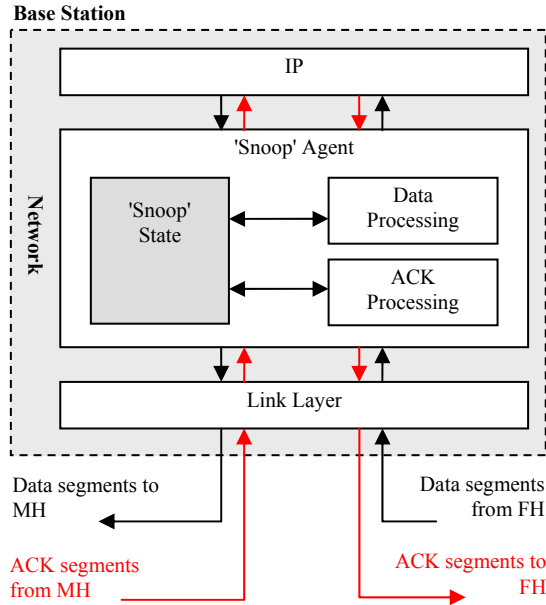 Base Station
IP
'Snoop' Agent
Network
'Snoop'
State
Data
Processing
ACK
Processing
Link Layer
Data segments to
MH
Data segments
from FH
ACK segments
from MH
ACK segments to
FH